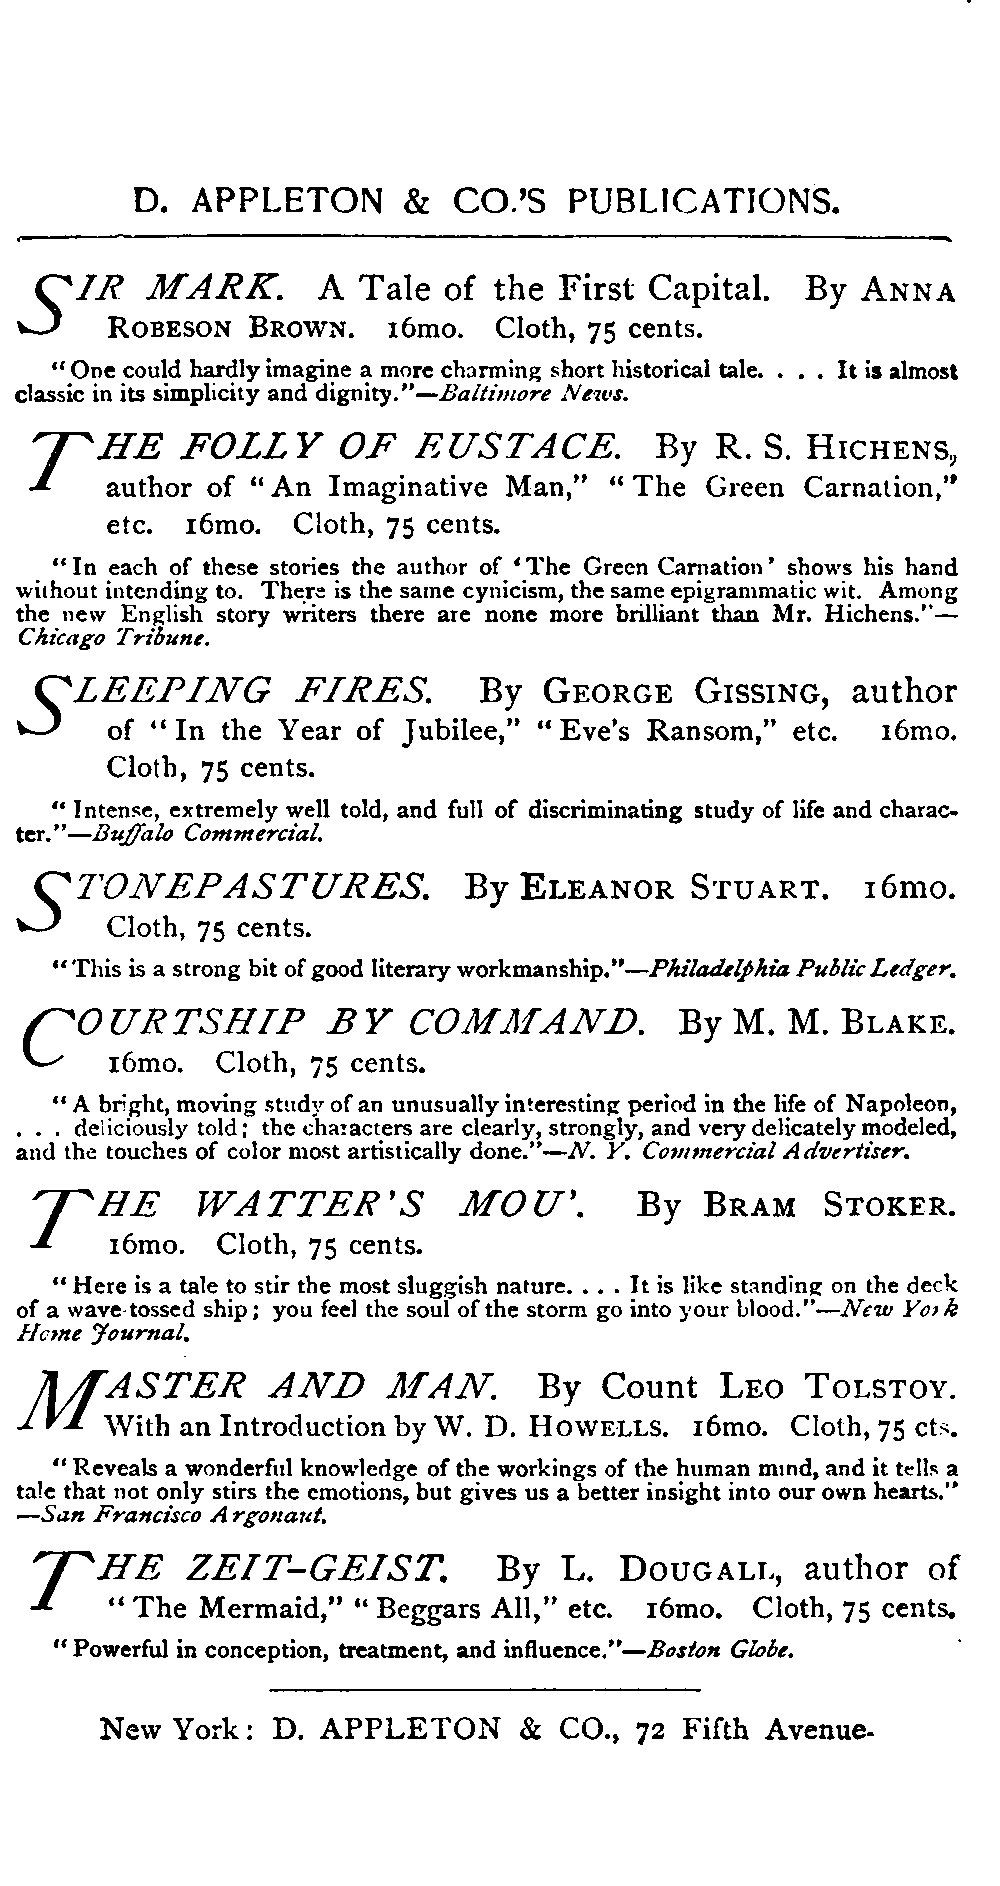 D. APPLETON & CO.'S PUBLICATIONS.
SIR MARK. A Tale of the First Capital. By ANNA
ROBESON BROWN. 16mo. Cloth, 75 cents.
"One could hardly imagine a more charming short historical tale. . . . It is almost
classic in its simplicity and dignity."—Baltimore News.
THE FOLLY OF EUSTACE. By R. S. HICHENS,
author of "An Imaginative Man," "The Green Carnation,"
etc. 16mo. Cloth, 75 cents.
"In each of these stories the author of 'The Green Carnation' shows his hand
without intending to. There is the same cynicism, the same epigrammatic wit. Among
the new English story writers there are none more brilliant than Mr. Hichens."—
Chicago Tribune.
SLEEPING FIRES. By GEORGE GISSING, author
of "In the Year of Jubilee," "Eve's Ransom," etc. 16mo.
Cloth, 75 cents.
"Intense, extremely well told, and full of discriminating study of life and charac-
ter."—Buffalo Commercial.
STONEPASTURES. By ELEANOR STUART. 16mo.
Cloth, 75 cents.
"This is a strong bit of good literary workmanship."—Philadelphia Public Ledger.
COURTSHIP BY COMMAND. By M. M. BLAKE.
16mo. Cloth, 75 cents.
"A bright, moving study of an unusually interesting period in the life of Napoleon,
. . . deliciously told; the characters are clearly, strongly, and very delicately modeled,
and the touches of color most artistically done."—N. Y. Commercial Advertiser.
THE WATTER'S MOU'. By BRAM STOKER.
16mo. Cloth, 75 cents.
"Here is a tale to stir the most sluggish nature. . . . It is like standing on the deck
of a wave-tossed ship; you feel the soul of the storm go into your blood."—New York
Home Journal.
MASTER AND MAN. By Count LEO TOLSTOY.
With an Introduction by W. D. HOWELLS. 16mo. Cloth, 75 cts.
"Reveals a wonderful knowledge of the workings of the human mind, and it tells a
tale that not only stirs the emotions, but gives us a better insight into our own hearts."
—San Francisco Argonaut.
THE ZEIT-GEIST. By L. DOUGALL, author of
"The Mermaid," "Beggars All," etc. 16mo. Cloth, 75 cents.
"Powerful in conception, treatment, and influence."—Boston Globe.
New York: D. APPLETON & CO., 72 Fifth Avenue.